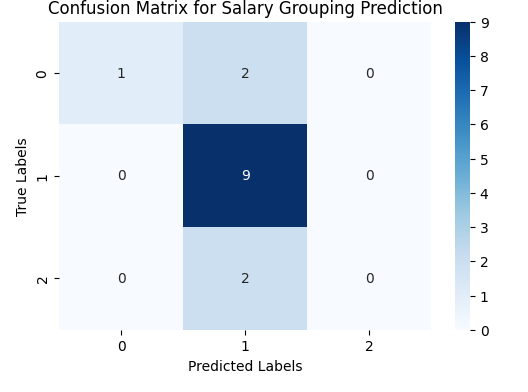 Confusion Matrix for Salary Grouping Prediction
0 1 2 0
1 0 9 0
2 0 2 0
0 1 2
Predicted Labels
True Labels
9
8
7
6
5
4
3
2
1
0